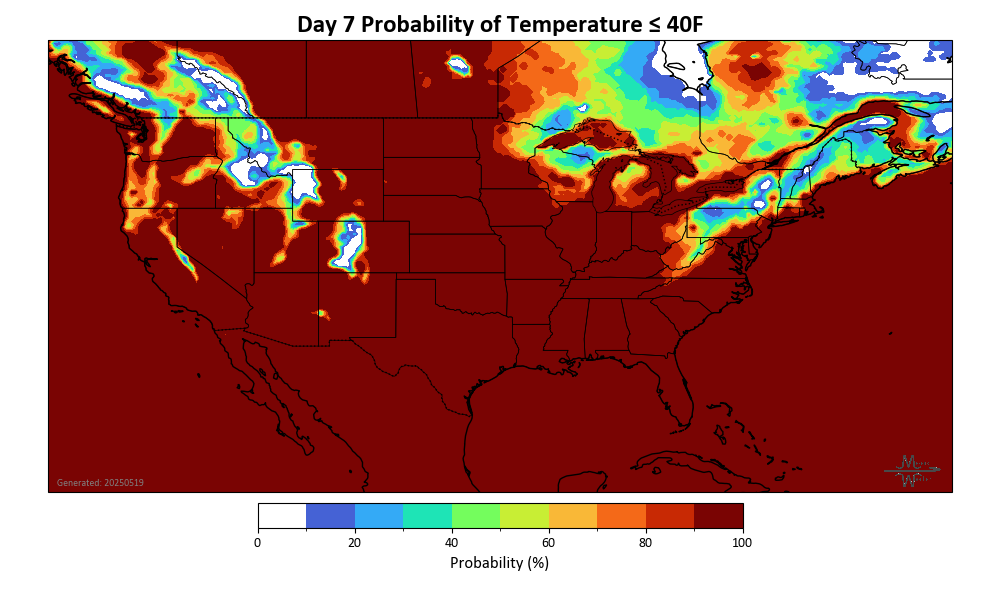 Day 7 Probability of Temperature ≤ 40F
Generated: 20250519
0 20 40 60 80 100
Probability (%)